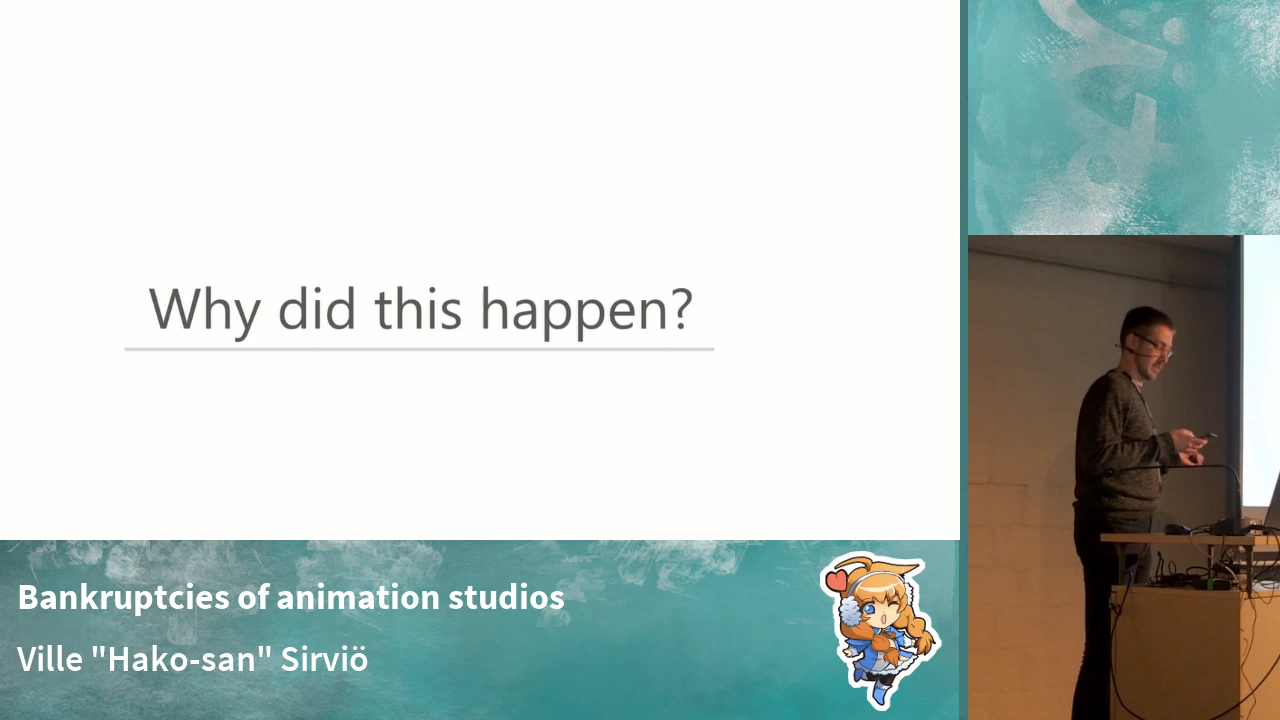 Why did this happen?
Bankruptcies of animation studios
Ville "Hako-san" Sirviö